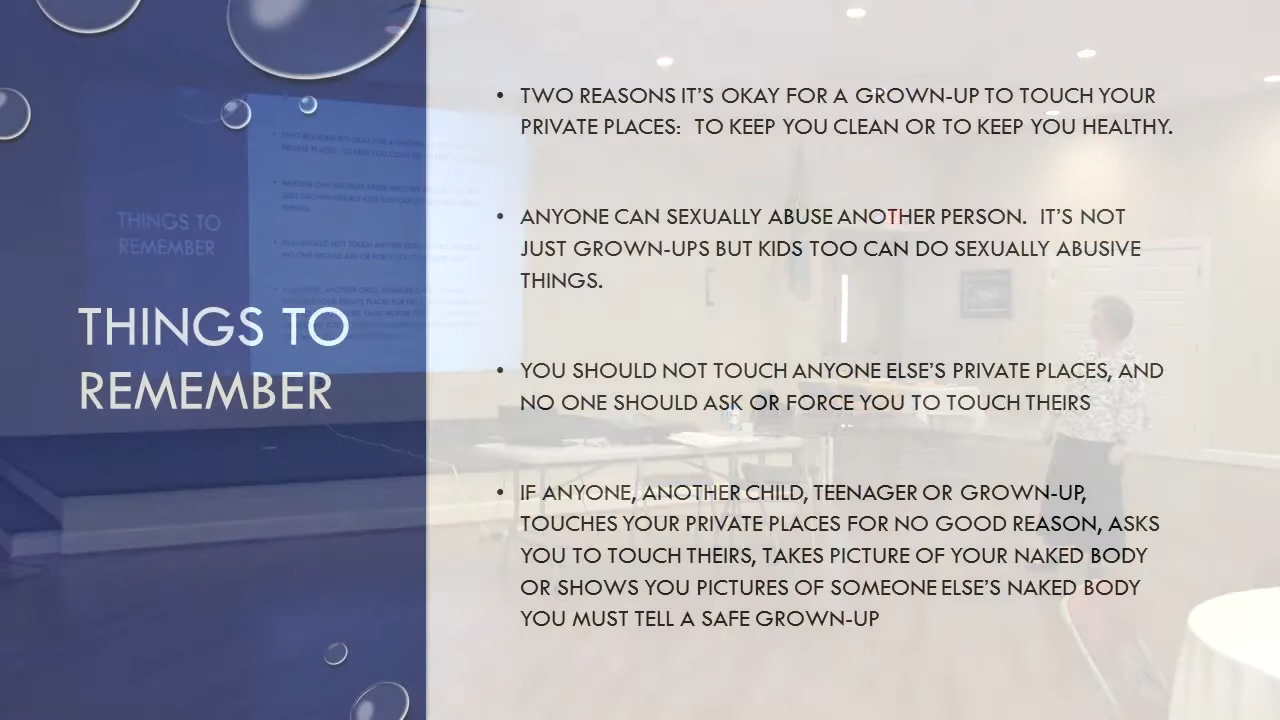 THINGS TO
REMEMBER
• TWO REASONS IT'S OKAY FOR A GROWN-UP TO TOUCH YOUR
PRIVATE PLACES: TO KEEP YOU CLEAN OR TO KEEP YOU HEALTHY.
• ANYONE CAN SEXUALLY ABUSE ANOTHER PERSON. IT'S NOT
JUST GROWN-UPS BUT KIDS TOO CAN DO SEXUALLY ABUSIVE
THINGS.
• YOU SHOULD NOT TOUCH ANYONE ELSE'S PRIVATE PLACES, AND
NO ONE SHOULD ASK OR FORCE YOU TO TOUCH THEIRS
• IF ANYONE, ANOTHER CHILD, TEENAGER OR GROWN-UP,
TOUCHES YOUR PRIVATE PLACES FOR NO GOOD REASON, ASKS
YOU TO TOUCH THEIRS, TAKES PICTURE OF YOUR NAKED BODY
OR SHOWS YOU PICTURES OF SOMEONE ELSE'S NAKED BODY
YOU MUST TELL A SAFE GROWN-UP
THINGS TO
REMEMBER